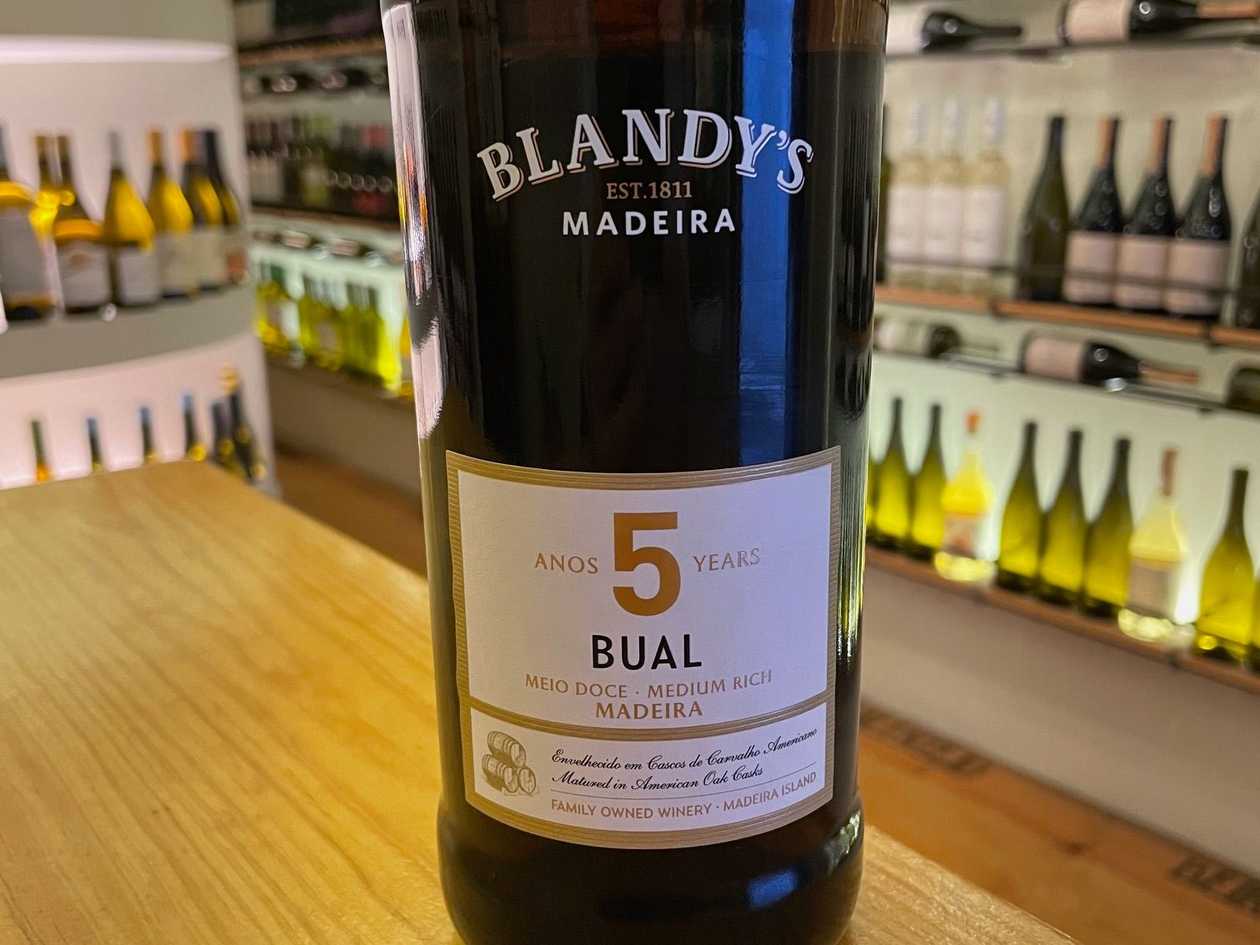 BLANDY'S
EST.1811
MADEIRA
ANOS 5 YEARS
BUAL
MEIO DOCE · MEDIUM RICH
MADEIRA
Envelhecido em Cascos de Carvalho Americano
Matured in American Oak Casks
FAMILY OWNED WINERY · MADEIRA ISLAND